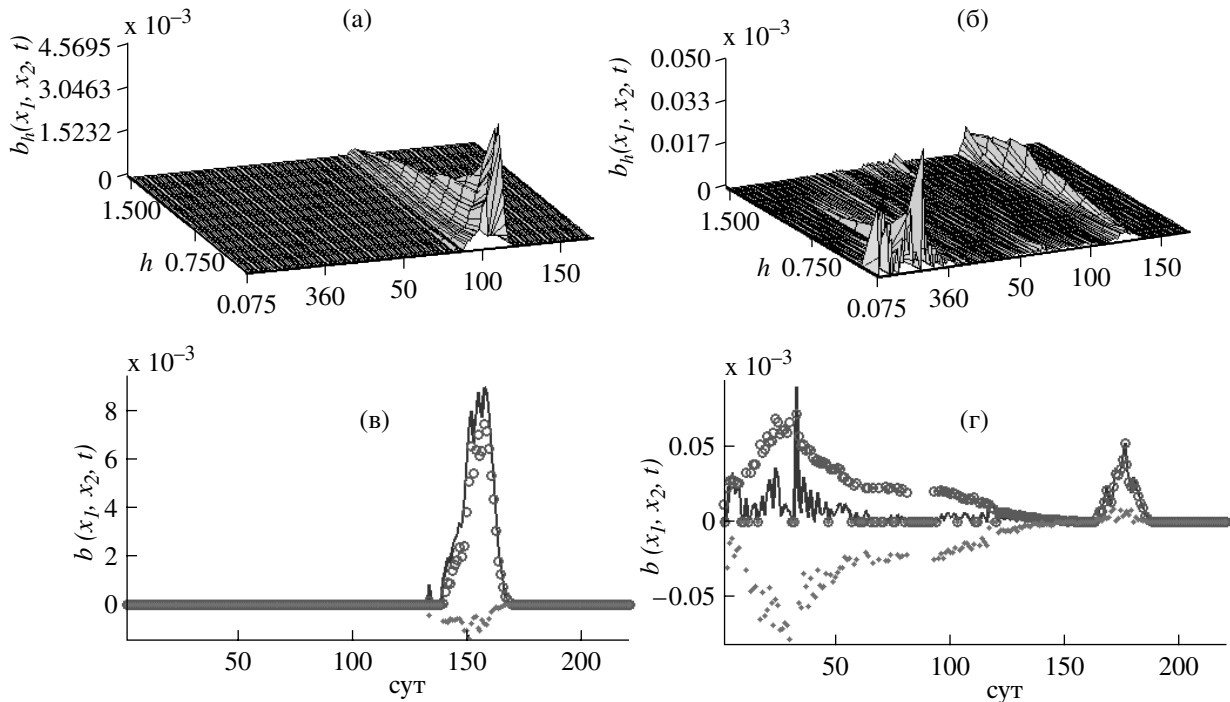 (а)
x 10⁻³
4.5695
3.0463
1.5232
0
b_h(x_1, x_2, t)
1.500
h 0.750
0.075
360
50
100
150
(б)
x 10⁻³
0.050
0.033
0.017
0
b_h(x_1, x_2, t)
1.500
h 0.750
0.075
360
50
100
150
x 10⁻³
(в)
8
6
4
2
0
b (x_1, x_2, t)
50 100 150 200
сут
x 10⁻³
(г)
0.05
0
−0.05
b (x_1, x_2, t)
50 100 150 200
сут